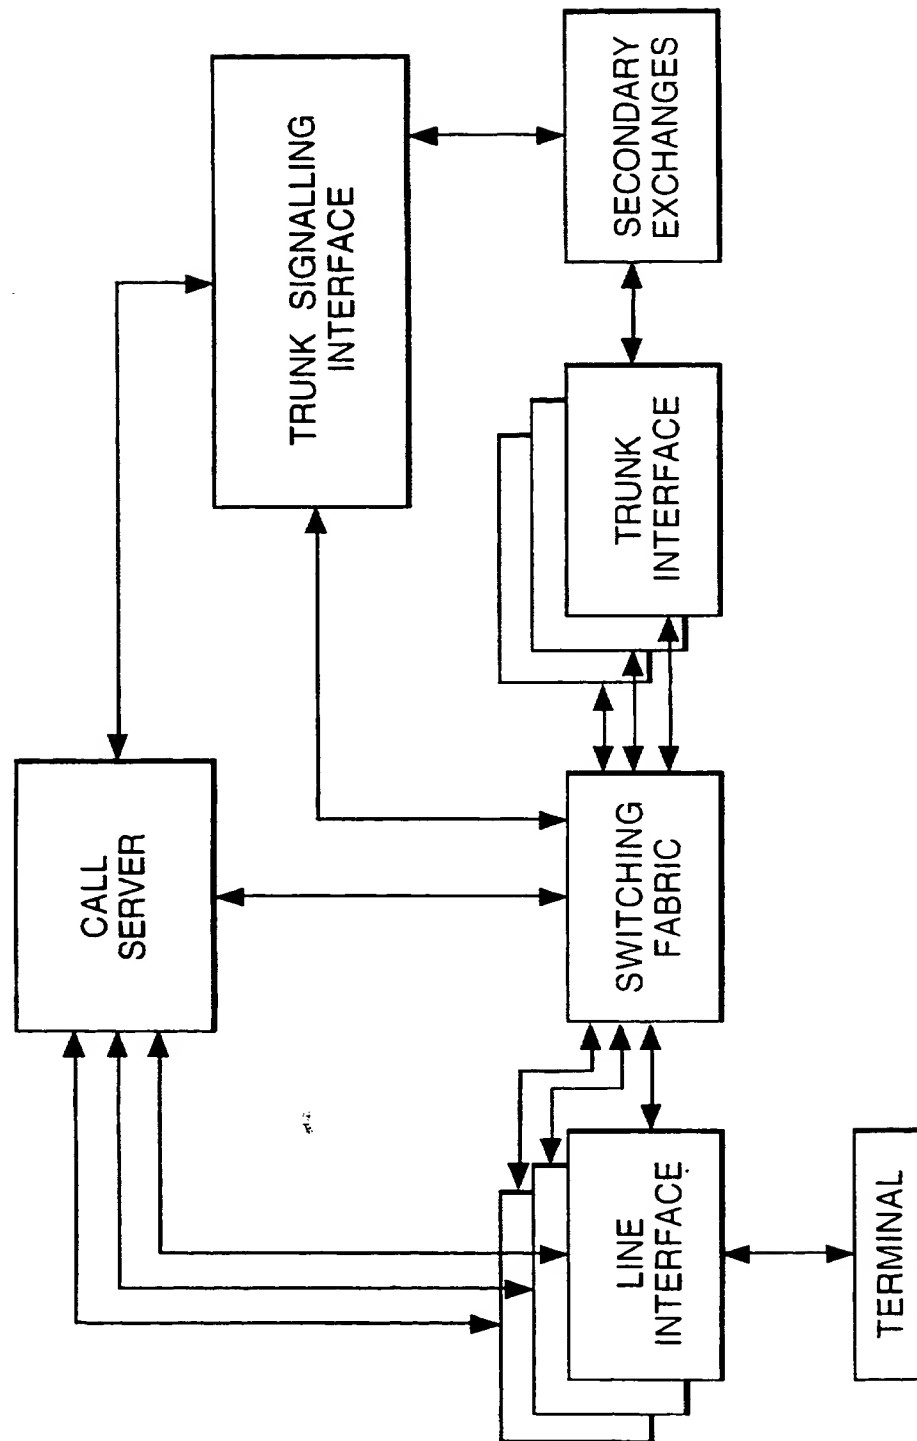 CALL
SERVER
TRUNK SIGNALLING
INTERFACE
LINE
INTERFACE
SWITCHING
FABRIC
TRUNK
INTERFACE
SECONDARY
EXCHANGES
TERMINAL